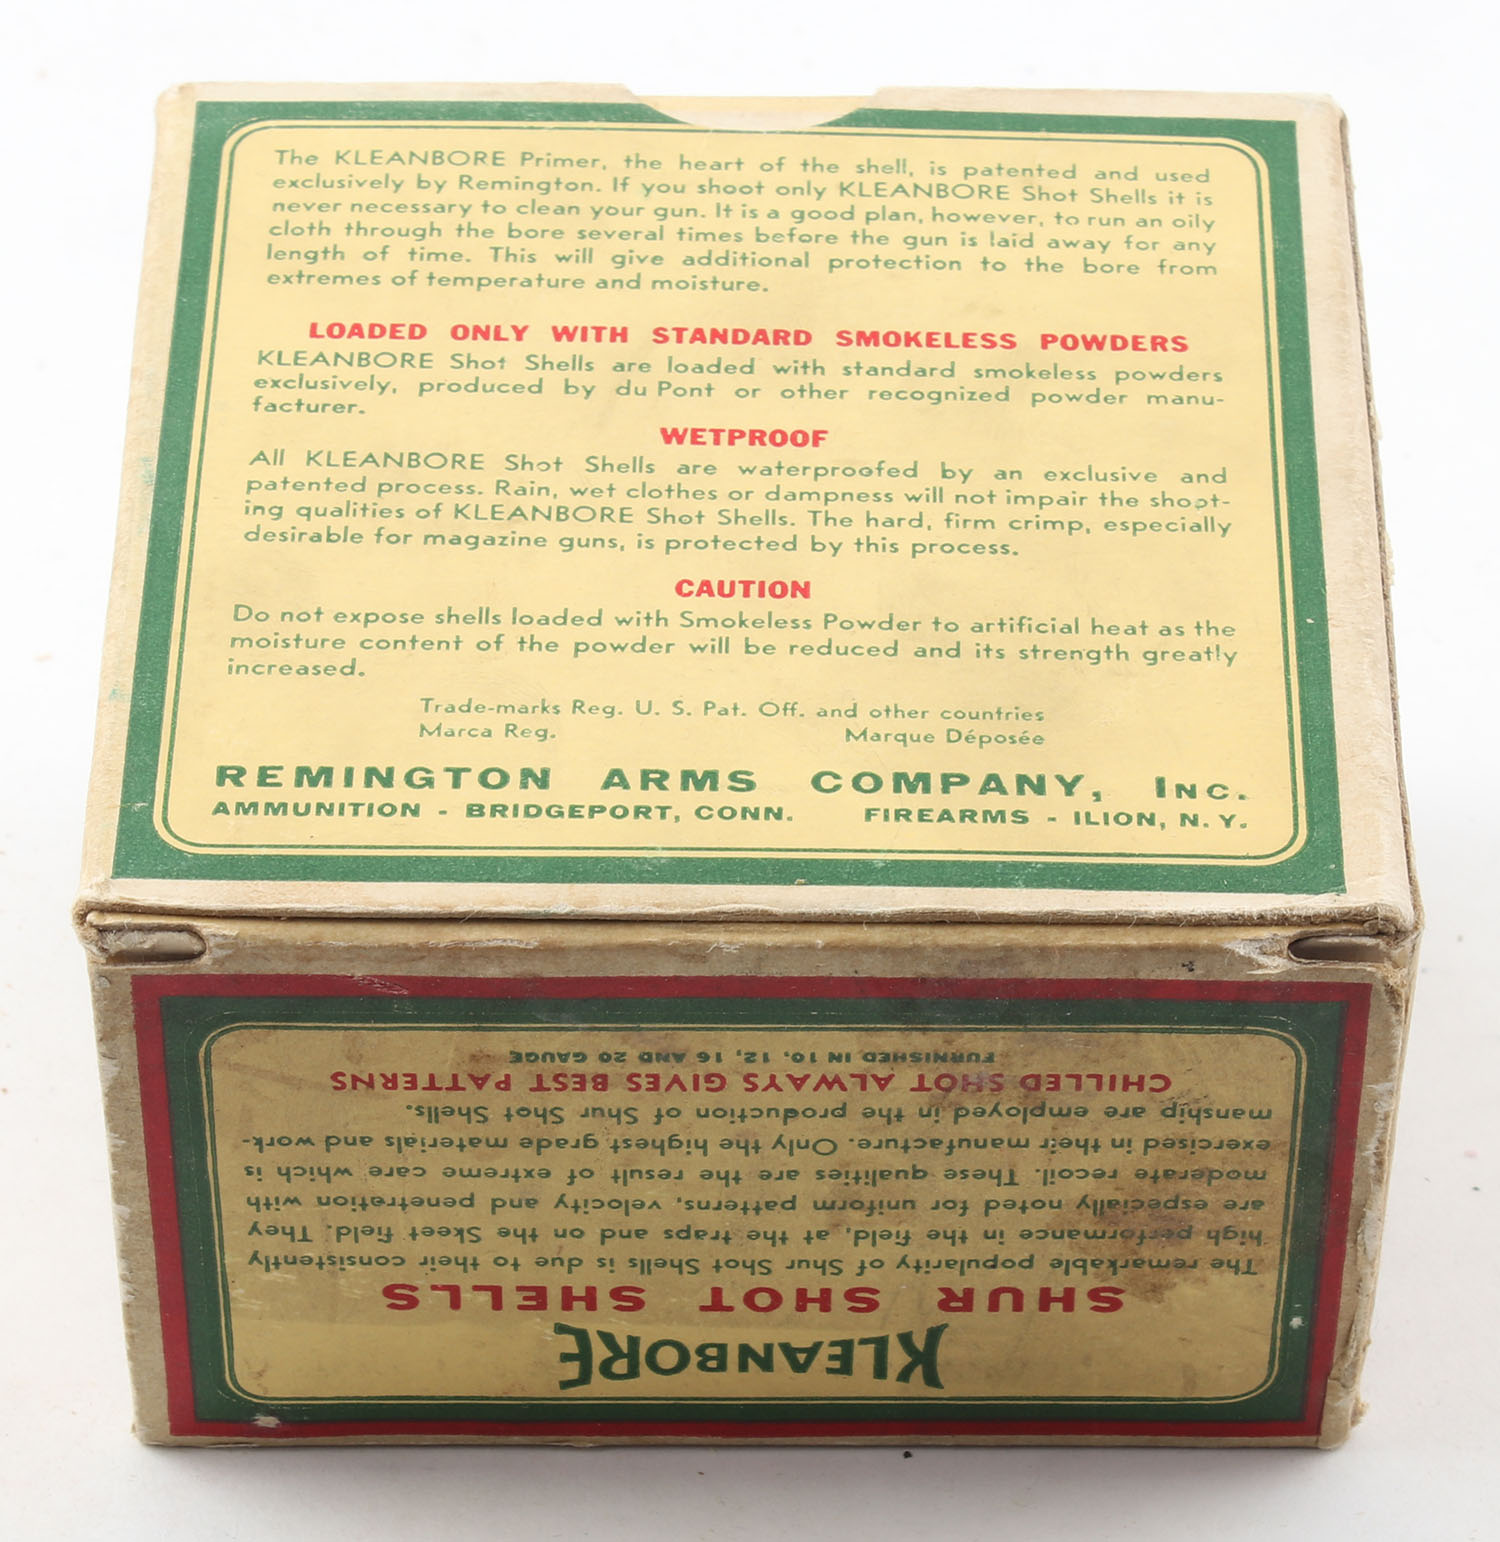 The KLEANBORE Primer, the heart of the shell, is patented and used
exclusively by Remington. If you shoot only KLEANBORE Shot Shells it is
never necessary to clean your gun. It is a good plan, however, to run an oily
cloth through the bore several times before the gun is laid away for any
length of time. This will give additional protection to the bore from
extremes of temperature and moisture.
LOADED ONLY WITH STANDARD SMOKELESS POWDERS
KLEANBORE Shot Shells are loaded with standard smokeless powders
exclusively, produced by du Pont or other recognized powder manu-
facturer.
WETPROOF
All KLEANBORE Shot Shells are waterproofed by an exclusive and
patented process. Rain, wet clothes or dampness will not impair the shoot-
ing qualities of KLEANBORE Shot Shells. The hard, firm crimp, especially
desirable for magazine guns, is protected by this process.
CAUTION
Do not expose shells loaded with Smokeless Powder to artificial heat as the
moisture content of the powder will be reduced and its strength greatly
increased.
Trade-marks Reg. U. S. Pat. Off. and other countries
Marca Reg. Marque Déposée
REMINGTON ARMS COMPANY, INC.
AMMUNITION - BRIDGEPORT, CONN. FIREARMS - ILION, N. Y.
KLEANBORE
SHUR SHOT SHELLS
The remarkable popularity of Shur Shot Shells is due to their consistently
high performance in the field, at the traps and on the Skeet field. They
are especially noted for uniform patterns, velocity and penetration with
moderate recoil. These qualities are the result of extreme care which is
exercised in their manufacture. Only the highest grade materials and work-
manship are employed in the production of Shur Shot Shells.
CHILLED SHOT ALWAYS GIVES BEST PATTERNS
FURNISHED IN 10, 12, 16 AND 20 GAUGE